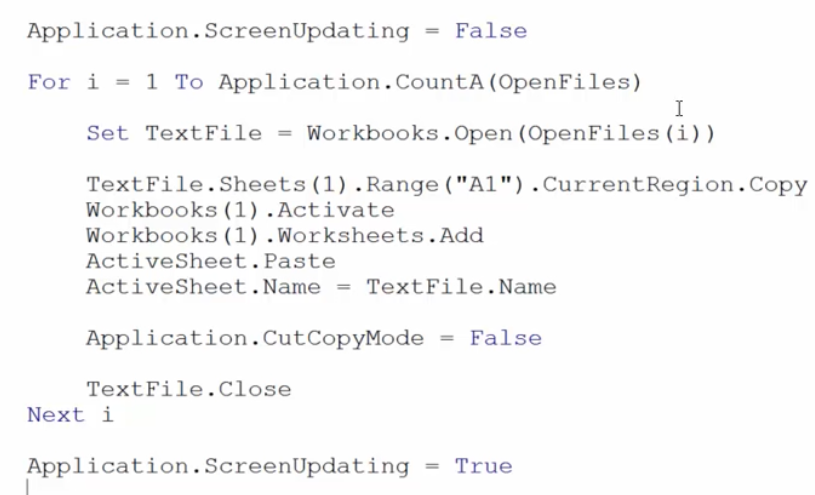 Application.ScreenUpdating = False
For i = 1 To Application.CountA(OpenFiles)
Set TextFile = Workbooks.Open(OpenFiles(i))
TextFile.Sheets(1).Range("A1").CurrentRegion.Copy
Workbooks(1).Activate
Workbooks(1).Worksheets.Add
ActiveSheet.Paste
ActiveSheet.Name = TextFile.Name
Application.CutCopyMode = False
TextFile.Close
Next i
Application.ScreenUpdating = True